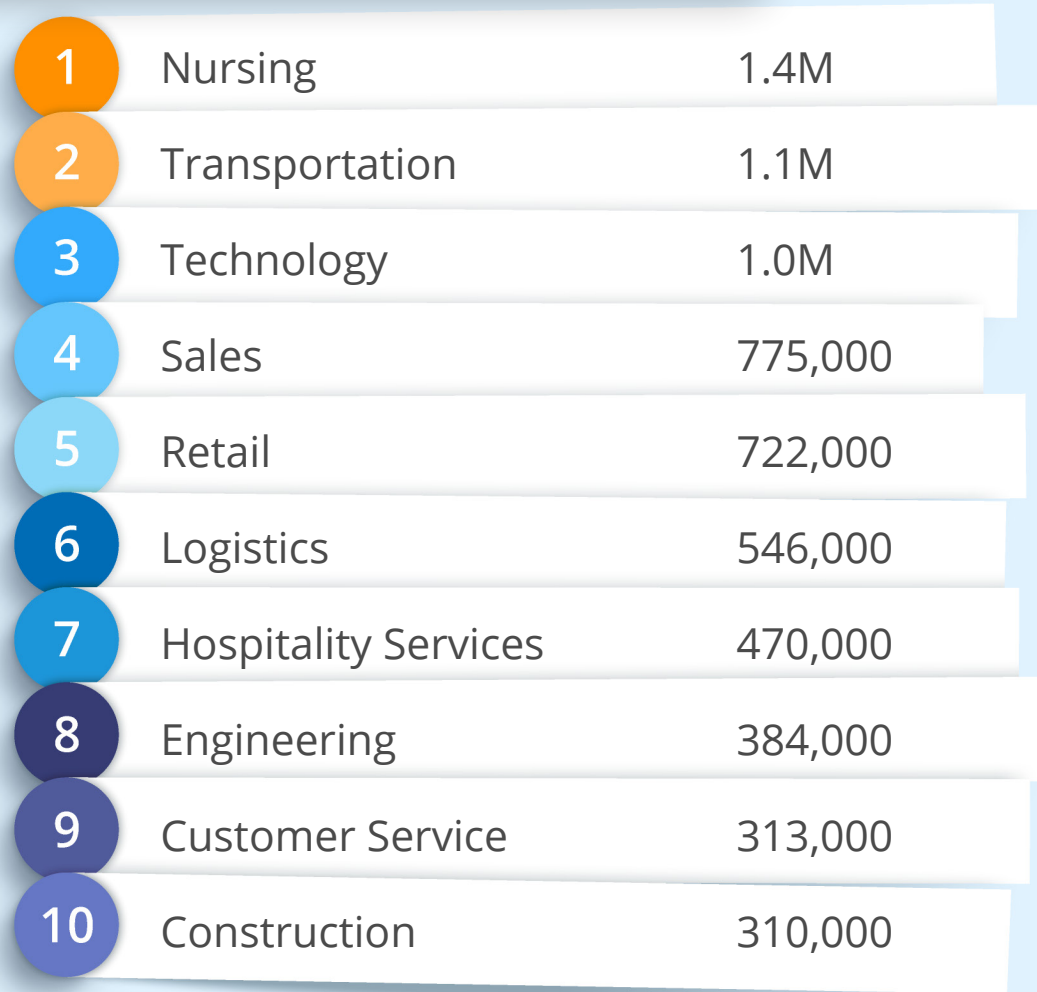 1 Nursing 1.4M
2 Transportation 1.1M
3 Technology 1.0M
4 Sales 775,000
5 Retail 722,000
6 Logistics 546,000
7 Hospitality Services 470,000
8 Engineering 384,000
9 Customer Service 313,000
10 Construction 310,000